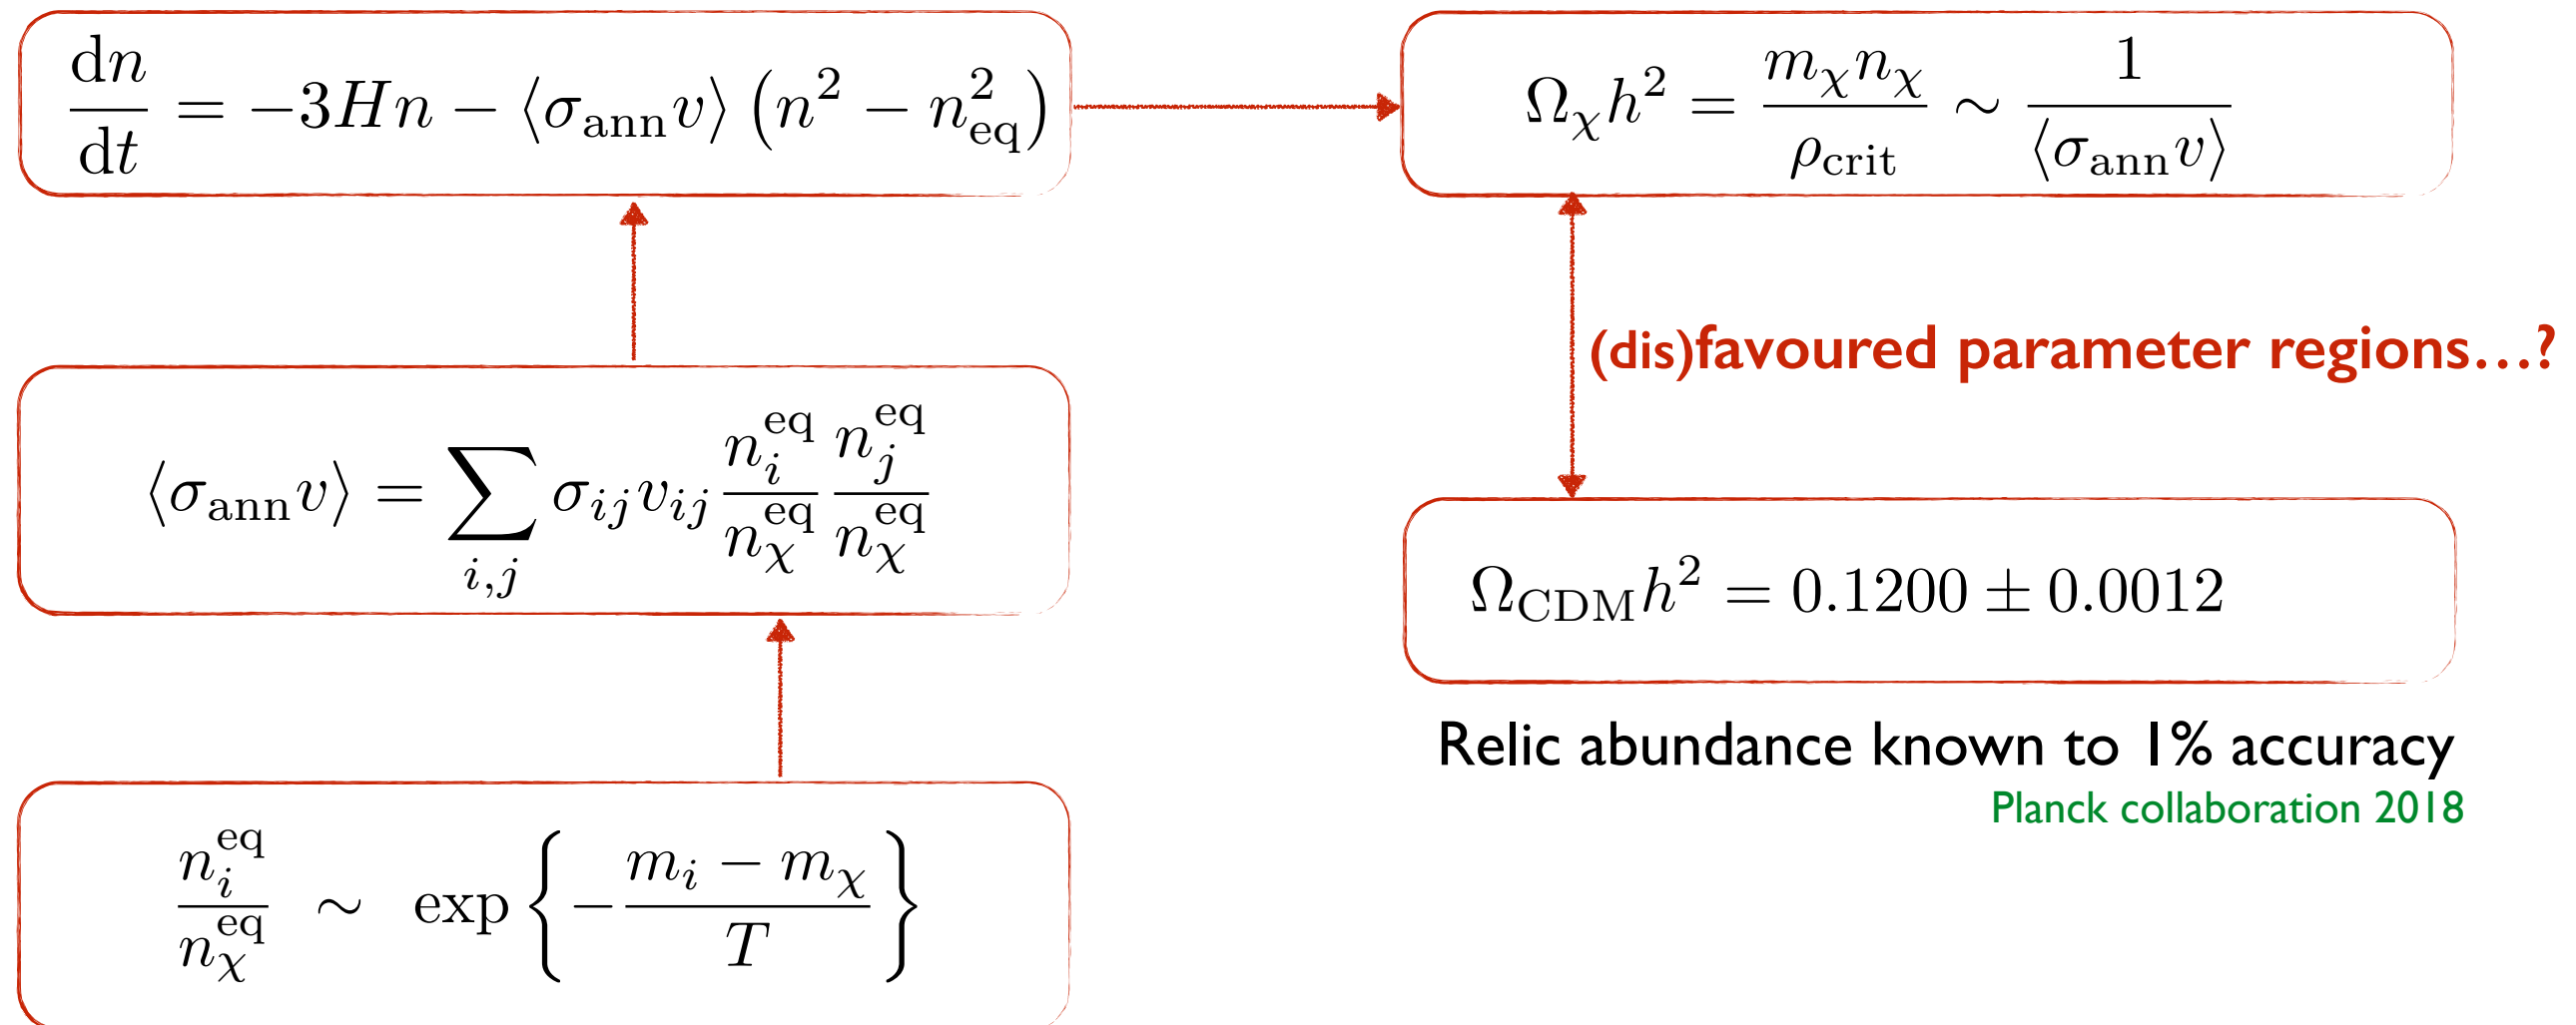 dn/dt = −3Hn − ⟨σ_ann v⟩ (n² − n_eq²)
⟨σ_ann v⟩ = ∑_{i,j} σ_ij v_ij (n_i^eq / n_χ^eq) (n_j^eq / n_χ^eq)
n_i^eq / n_χ^eq ∼ exp{−(m_i − m_χ)/T}
Ω_χ h² = m_χ n_χ / ρ_crit ∼ 1/⟨σ_ann v⟩
(dis)favoured parameter regions…?
Ω_CDM h² = 0.1200 ± 0.0012
Relic abundance known to 1% accuracy
Planck collaboration 2018